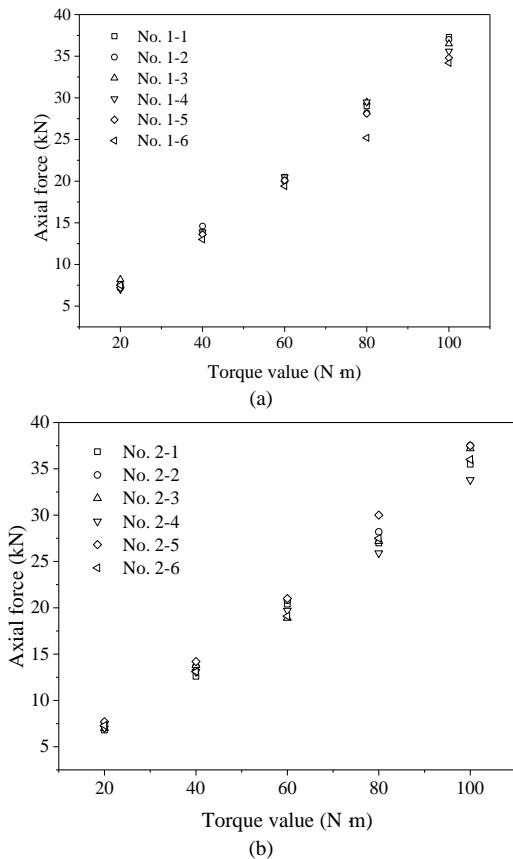 40
35
30
25
20
15
10
5
Axial force (kN)
No. 1-1
No. 1-2
No. 1-3
No. 1-4
No. 1-5
No. 1-6
20 40 60 80 100
Torque value (N·m)
(a)
40
35
30
25
20
15
10
5
Axial force (kN)
No. 2-1
No. 2-2
No. 2-3
No. 2-4
No. 2-5
No. 2-6
20 40 60 80 100
Torque value (N·m)
(b)